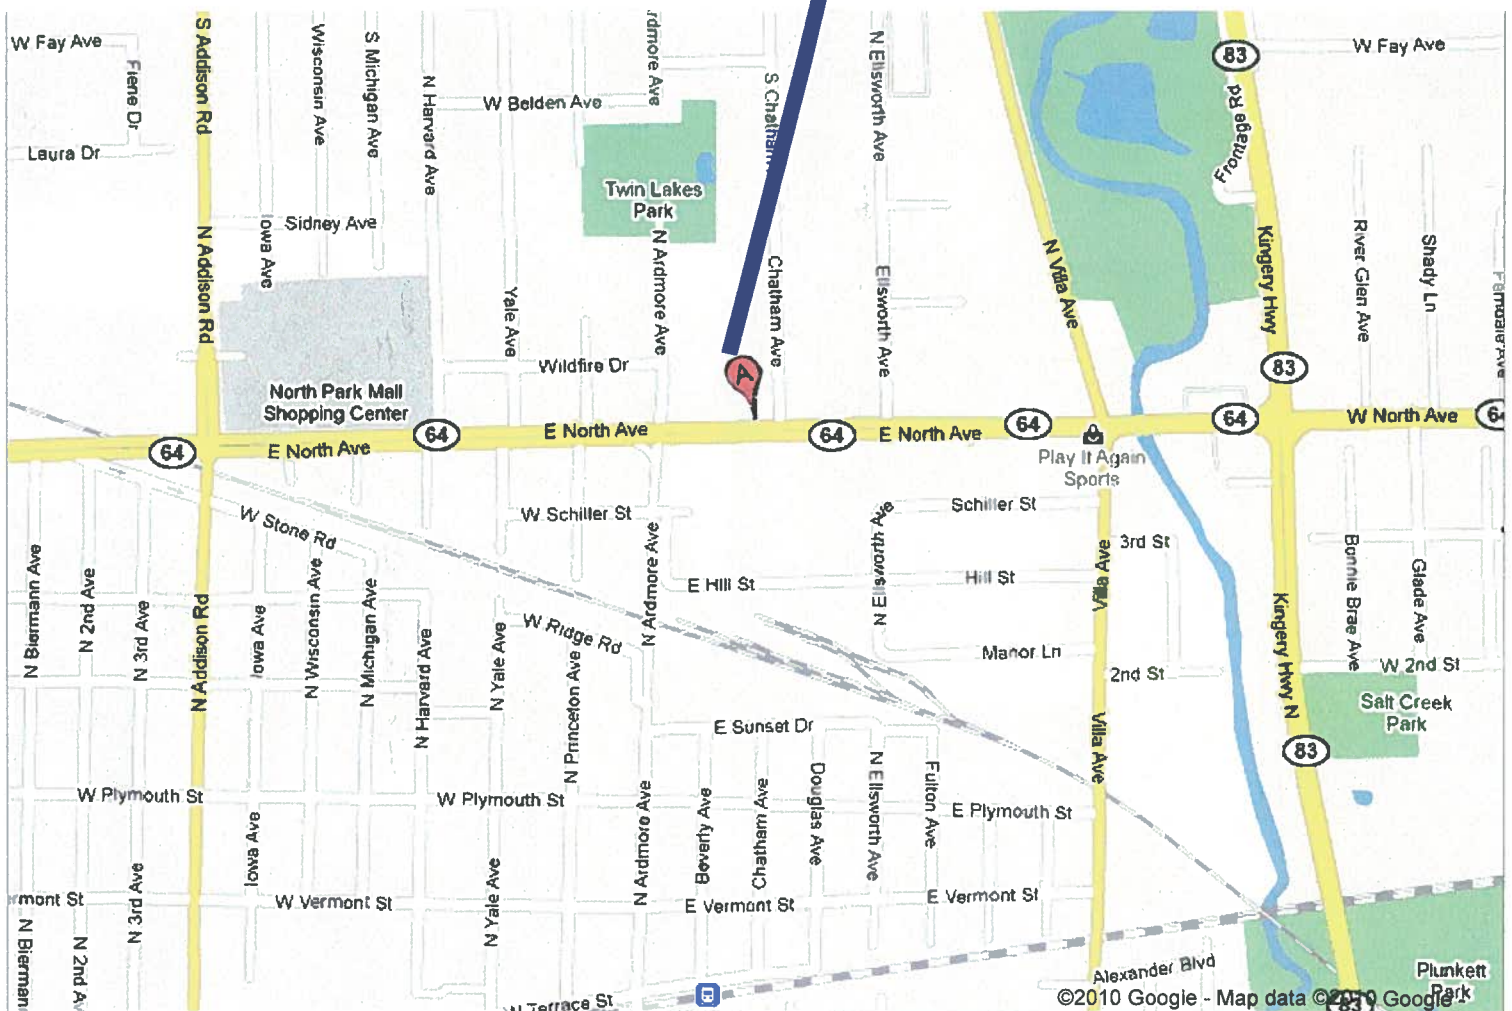 W Fay Ave
Fiene Dr
S Addison Rd
Wisconsin Ave
S Michigan Ave
N Harvard Ave
W Belden Ave
rdmore Ave
S Chatham
N Ellsworth Ave
83
Frontage Rd
W Fay Ave
Laura Dr
Twin Lakes
Park
Sidney Ave
Iowa Ave
N Addison Rd
Yale Ave
N Ardmore Ave
Chatham Ave
Ellsworth Ave
N Villa Ave
Kingery Hwy
River Glen Ave
Shady Ln
Wildfire Dr
A
83
North Park Mall
Shopping Center
64
E North Ave
64
E North Ave
64
E North Ave
64
64
W North Ave
64
Play It Again
Sports
W Stone Rd
W Schiller St
Schiller St
3rd St
E Hill St
Hill St
N Biermann Ave
N 2nd Ave
N 3rd Ave
N Addison Rd
Iowa Ave
N Wisconsin Ave
N Michigan Ave
N Harvard Ave
N Yale Ave
W Ridge Rd
N Princeton Ave
N Ardmore Ave
N Ellsworth Ave
Manor Ln
Villa Ave
2nd St
Kingery Hwy N
Bonnie Brae Ave
Glade Ave
W 2nd St
Salt Creek
Park
83
E Sunset Dr
Villa Ave
W Plymouth St
W Plymouth St
E Plymouth St
Iowa Ave
N Ardmore Ave
Beverly Ave
Chatham Ave
Douglas Ave
N Ellsworth Ave
Fulton Ave
rmont St
N 3rd Ave
W Vermont St
N Yale Ave
E Vermont St
E Vermont St
N Biermann
N 2nd Av
W Terrace St
Alexander Blvd
Plunkett
Park
83
©2010 Google - Map data ©2010 Google -